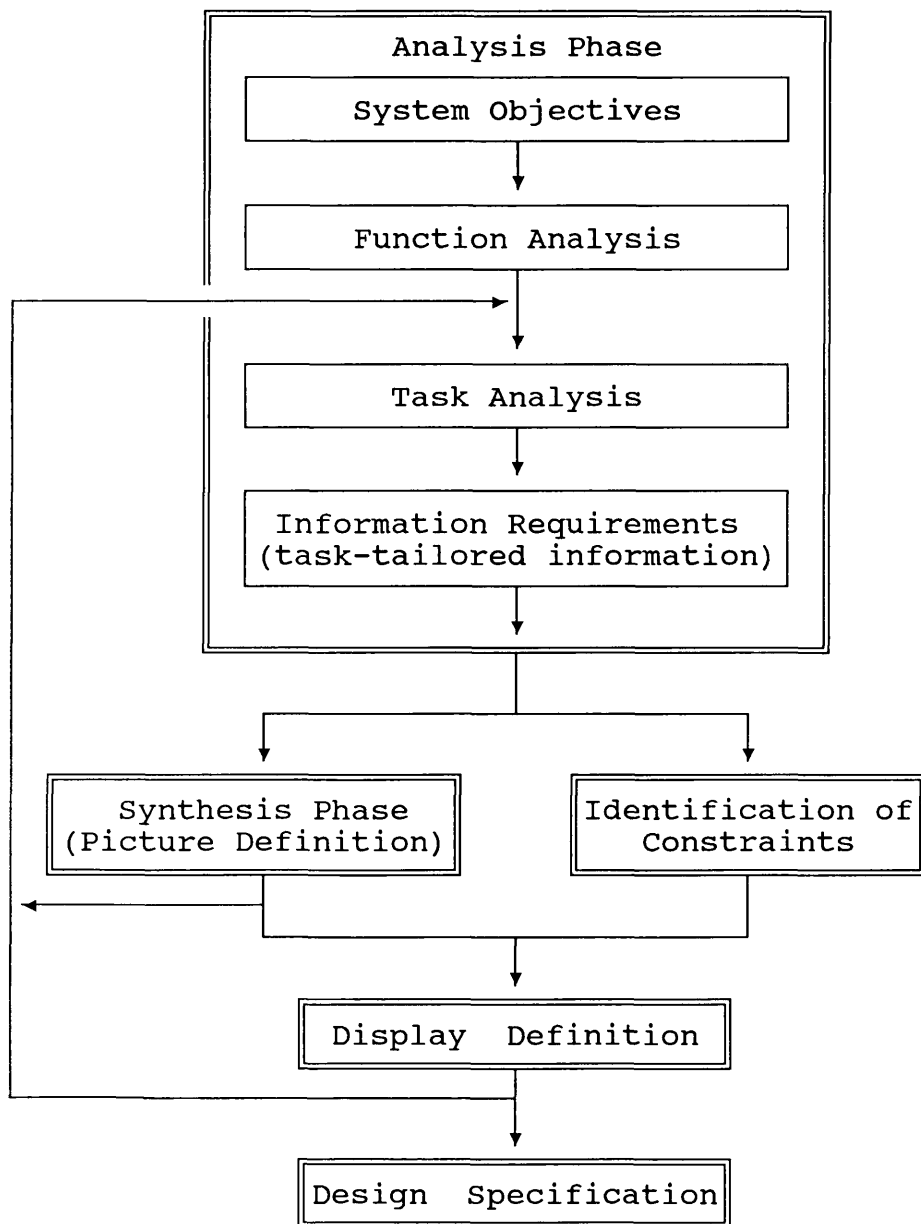 Analysis Phase
System Objectives
Function Analysis
Task Analysis
Information Requirements
(task-tailored information)
Synthesis Phase
(Picture Definition)
Identification of
Constraints
Display Definition
Design Specification